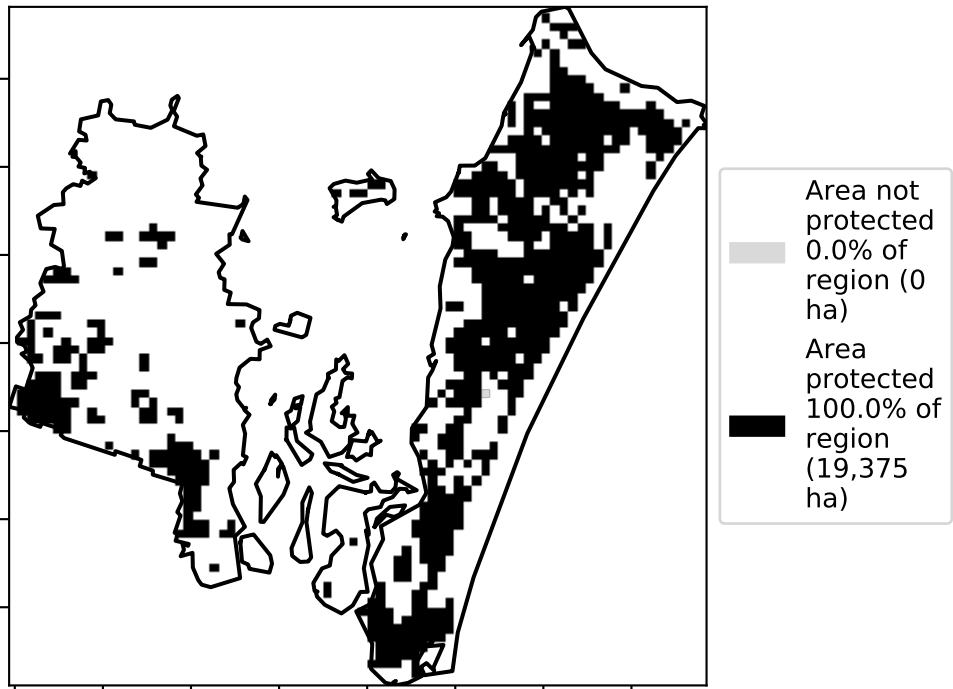 Area not
protected
0.0% of
region (0
ha)
Area
protected
100.0% of
region
(19,375
ha)